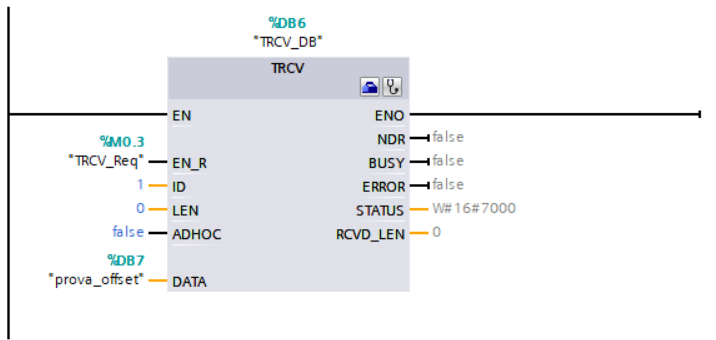 %DB6
"TRCV_DB"
TRCV
EN ENO
NDR false
%M0.3
"TRCV_Req" EN_R BUSY false
1 ID ERROR false
0 LEN STATUS W#16#7000
false ADHOC RCVD_LEN 0
%DB7
"prova_offset" DATA